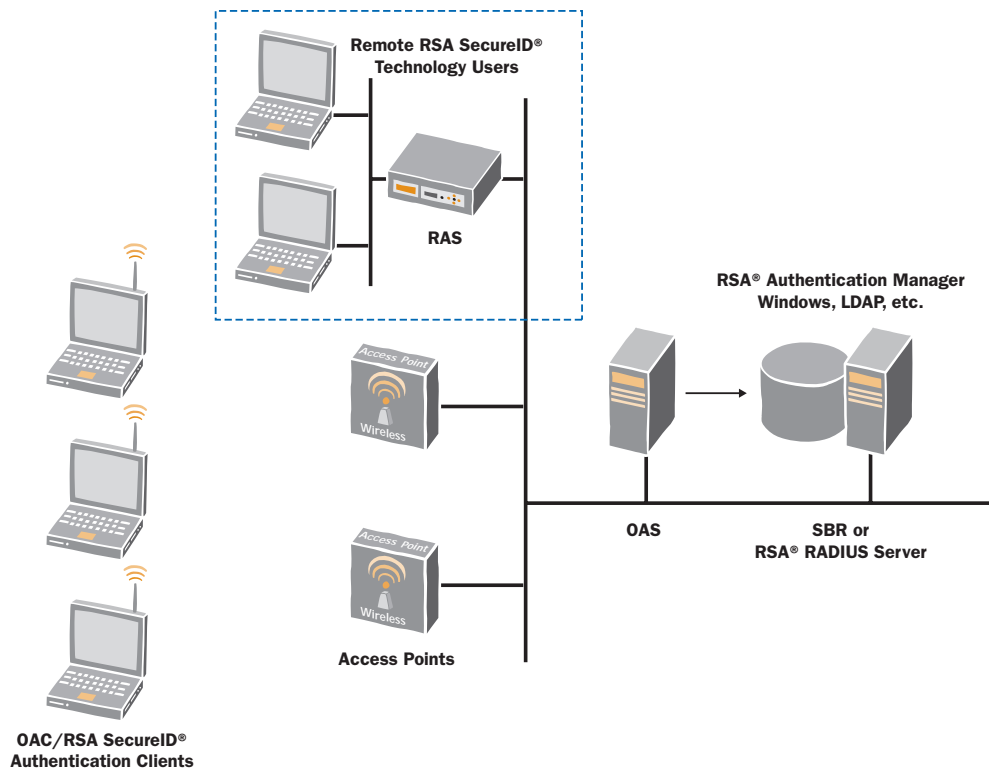 Remote RSA SecureID®
Technology Users
RAS
RSA® Authentication Manager
Windows, LDAP, etc.
Access Point
Wireless
OAS
SBR or
RSA® RADIUS Server
Access Point
Wireless
Access Points
OAC/RSA SecureID®
Authentication Clients